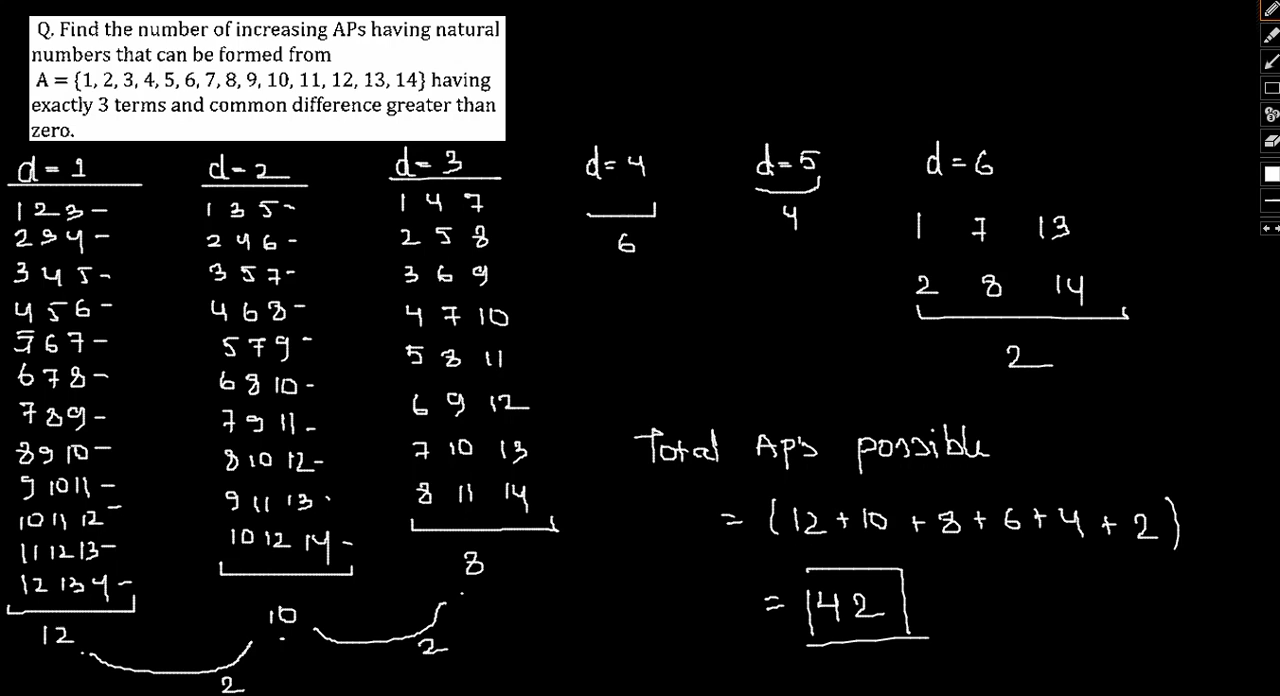 Q. Find the number of increasing APs having natural
numbers that can be formed from
A = {1, 2, 3, 4, 5, 6, 7, 8, 9, 10, 11, 12, 13, 14} having
exactly 3 terms and common difference greater than
zero.
d = 1
1 2 3 –
2 3 4 –
3 4 5 –
4 5 6 –
5 6 7 –
6 7 8 –
7 8 9 –
8 9 10 –
9 10 11 –
10 11 12 –
11 12 13 –
12 13 4 –
12
d = 2
1 3 5 –
2 4 6 –
3 5 7 –
4 6 8 –
5 7 9 –
6 8 10 –
7 9 11 –
8 10 12 –
9 11 13 ·
10 12 14 –
10
d = 3
1 4 7
2 5 8
3 6 9
4 7 10
5 8 11
6 9 12
7 10 13
8 11 14
8
2
2
d = 4
6
d = 5
4
d = 6
1 7 13
2 8 14
2
Total Ap's possible
= (12 + 10 + 8 + 6 + 4 + 2)
= 42